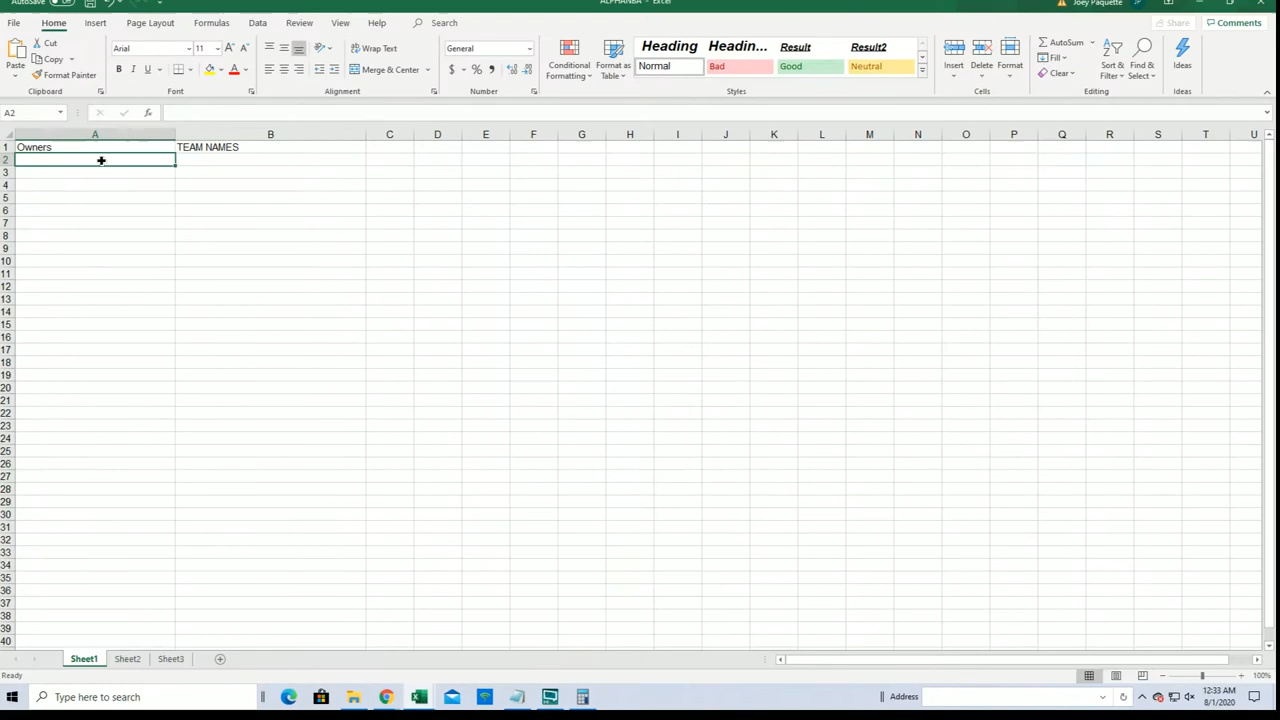 AutoSave Off ALPHANBA - Excel Joey Paquette JP
File Home Insert Page Layout Formulas Data Review View Help Search Share Comments
Paste Cut Copy Format Painter Clipboard
Arial 11 B I U A Font
Wrap Text Merge & Center Alignment
General $ % Number
Conditional Formatting Format as Table
Heading Headin... Result Result2
Normal Bad Good Neutral
Styles
Insert Delete Format Cells
AutoSum Fill Clear Sort & Filter Find & Select Editing
Ideas Ideas
A2 fx
A B C D E F G H I J K L M N O P Q R S T U
1 Owners TEAM NAMES
2
3
4
5
6
7
8
9
10
11
12
13
14
15
16
17
18
19
20
21
22
23
24
25
26
27
28
29
30
31
32
33
34
35
36
37
38
39
40
Sheet1 Sheet2 Sheet3
Ready 100%
Type here to search Address 12:33 AM
8/1/2020